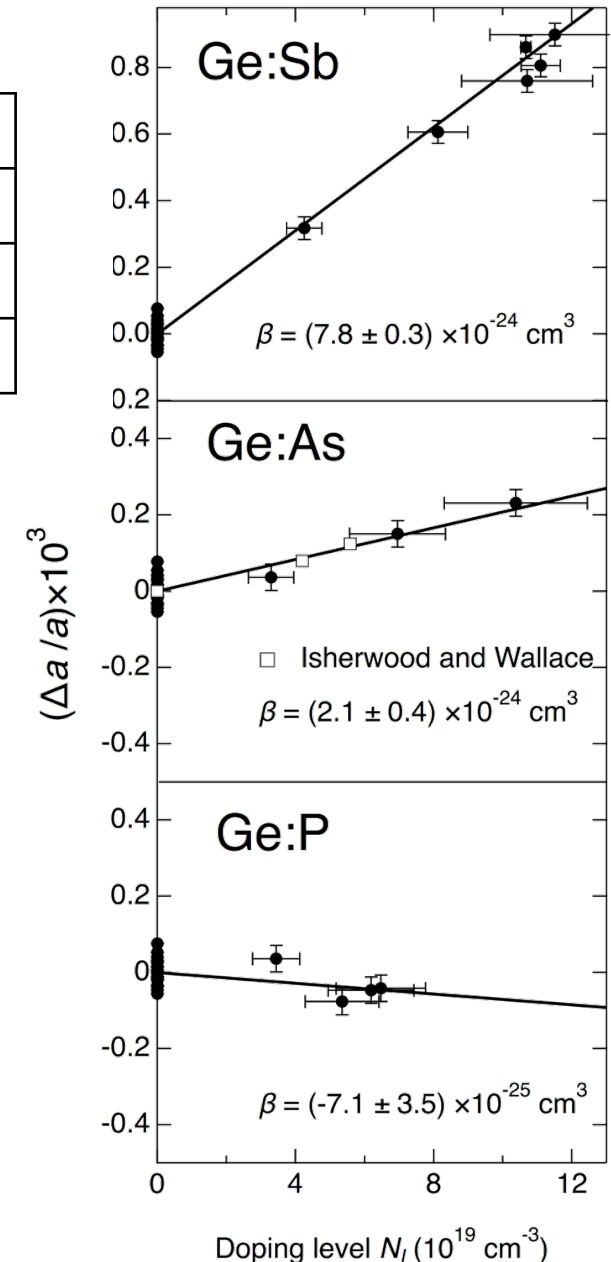 Ge:Sb
0.8
0.6
0.4
0.2
0.0
β = (7.8 ± 0.3) ×10⁻²⁴ cm³
0.2
Ge:As
0.4
0.2
0
-0.2
-0.4
(Δa /a)×10³
□ Isherwood and Wallace
β = (2.1 ± 0.4) ×10⁻²⁴ cm³
Ge:P
0.4
0.2
0
-0.2
-0.4
β = (-7.1 ± 3.5) ×10⁻²⁵ cm³
0 4 8 12
Doping level N_I (10¹⁹ cm⁻³)